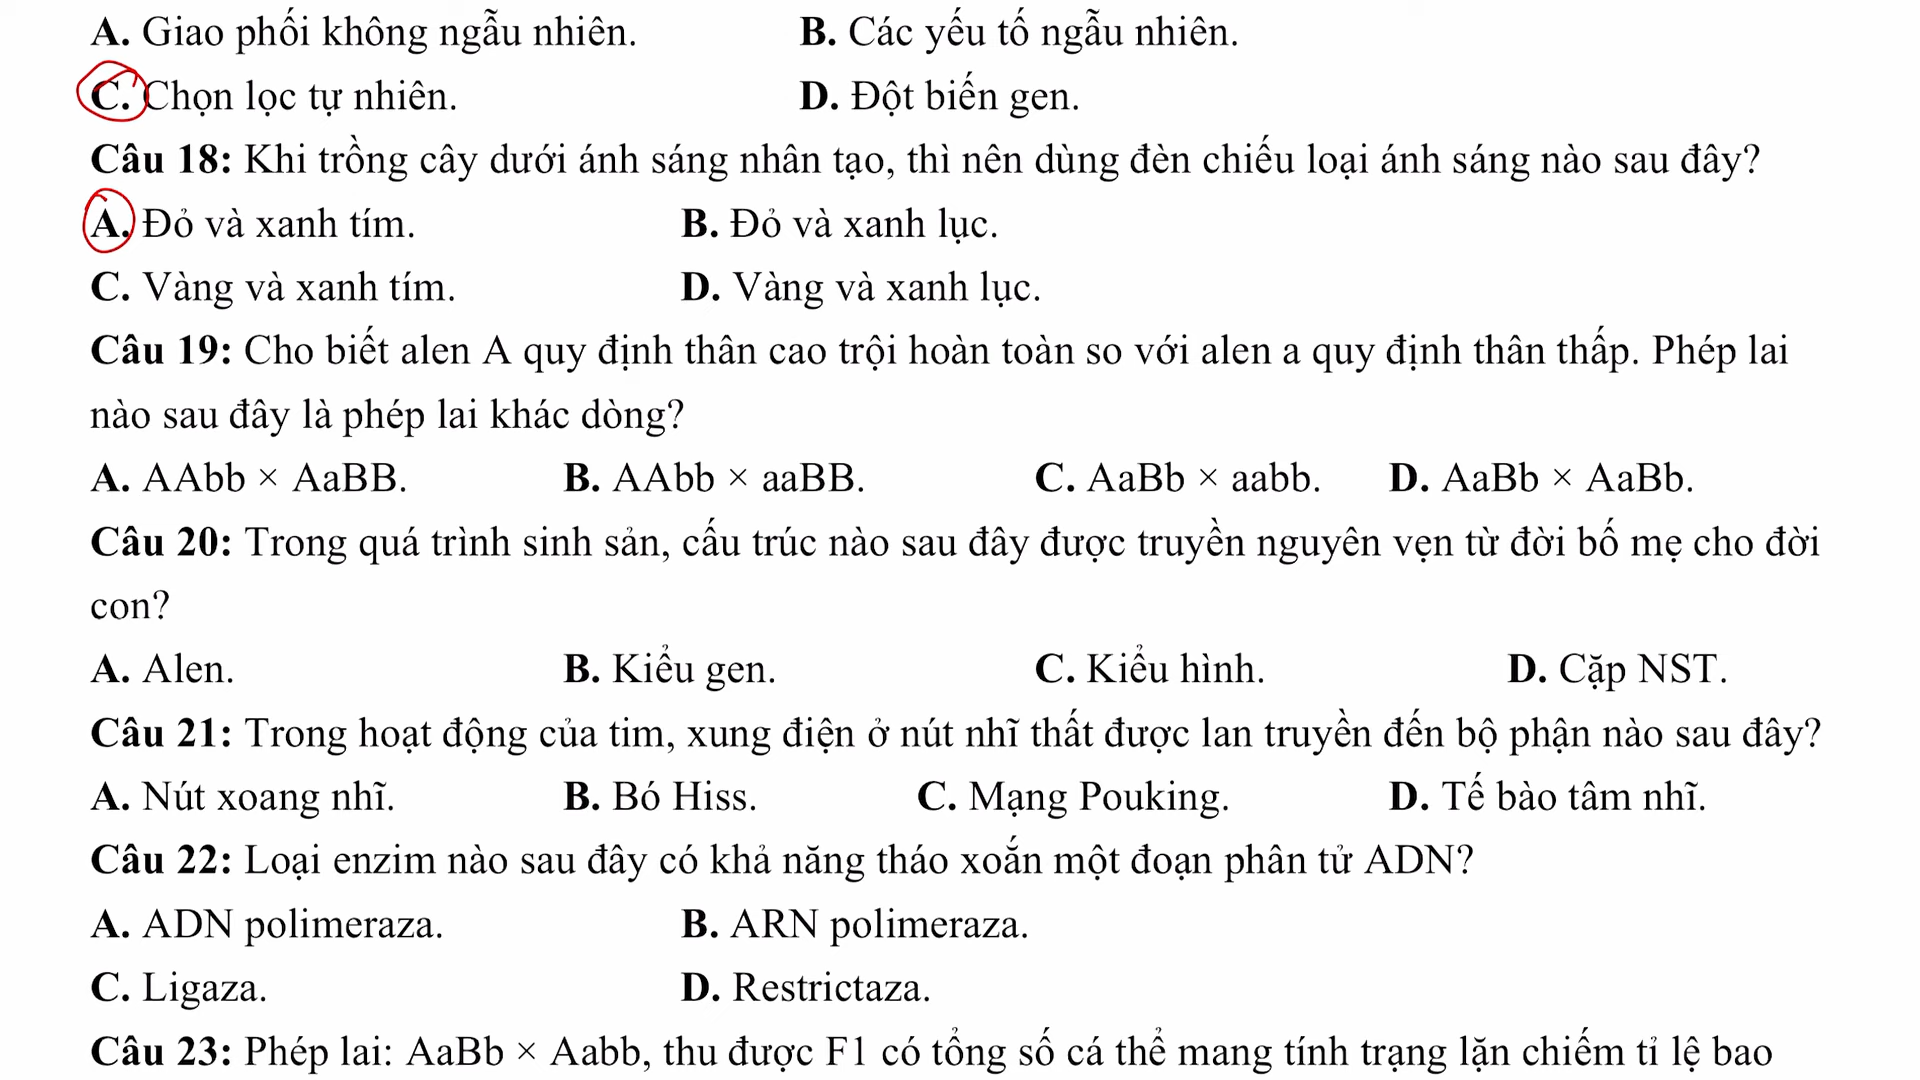 A. Giao phối không ngẫu nhiên. B. Các yếu tố ngẫu nhiên.
C. Chọn lọc tự nhiên. D. Đột biến gen.
Câu 18: Khi trồng cây dưới ánh sáng nhân tạo, thì nên dùng đèn chiếu loại ánh sáng nào sau đây?
A. Đỏ và xanh tím. B. Đỏ và xanh lục.
C. Vàng và xanh tím. D. Vàng và xanh lục.
Câu 19: Cho biết alen A quy định thân cao trội hoàn toàn so với alen a quy định thân thấp. Phép lai
nào sau đây là phép lai khác dòng?
A. AAbb × AaBB. B. AAbb × aaBB. C. AaBb × aabb. D. AaBb × AaBb.
Câu 20: Trong quá trình sinh sản, cấu trúc nào sau đây được truyền nguyên vẹn từ đời bố mẹ cho đời
con?
A. Alen. B. Kiểu gen. C. Kiểu hình. D. Cặp NST.
Câu 21: Trong hoạt động của tim, xung điện ở nút nhĩ thất được lan truyền đến bộ phận nào sau đây?
A. Nút xoang nhĩ. B. Bó Hiss. C. Mạng Pouking. D. Tế bào tâm nhĩ.
Câu 22: Loại enzim nào sau đây có khả năng tháo xoắn một đoạn phân tử ADN?
A. ADN polimeraza. B. ARN polimeraza.
C. Ligaza. D. Restrictaza.
Câu 23: Phép lai: AaBb × Aabb, thu được F1 có tổng số cá thể mang tính trạng lặn chiếm tỉ lệ bao